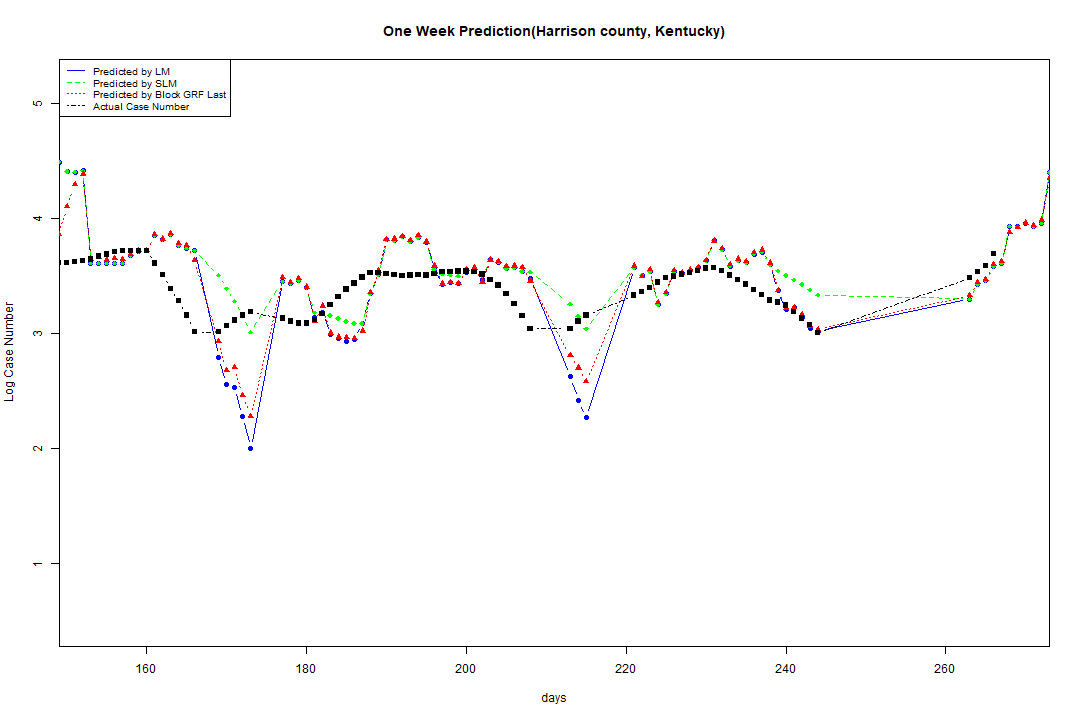 One Week Prediction(Harrison county, Kentucky)
Predicted by LM
Predicted by SLM
Predicted by Block GRF Last
Actual Case Number
5
4
3
2
1
Log Case Number
160 180 200 220 240 260
days